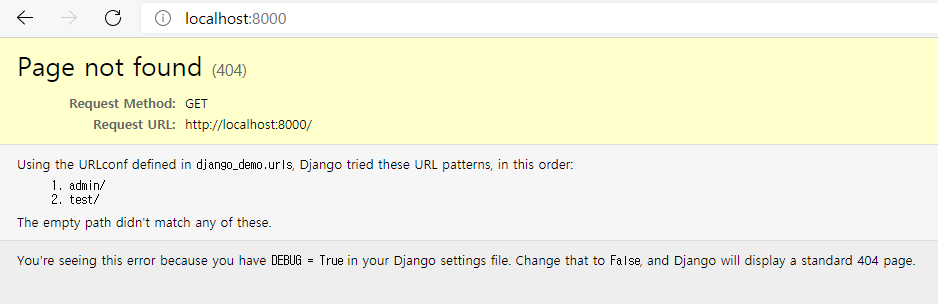 localhost:8000
Page not found (404)
Request Method: GET
Request URL: http://localhost:8000/
Using the URLconf defined in django_demo.urls, Django tried these URL patterns, in this order:
1. admin/
2. test/
The empty path didn't match any of these.
You're seeing this error because you have DEBUG = True in your Django settings file. Change that to False, and Django will display a standard 404 page.